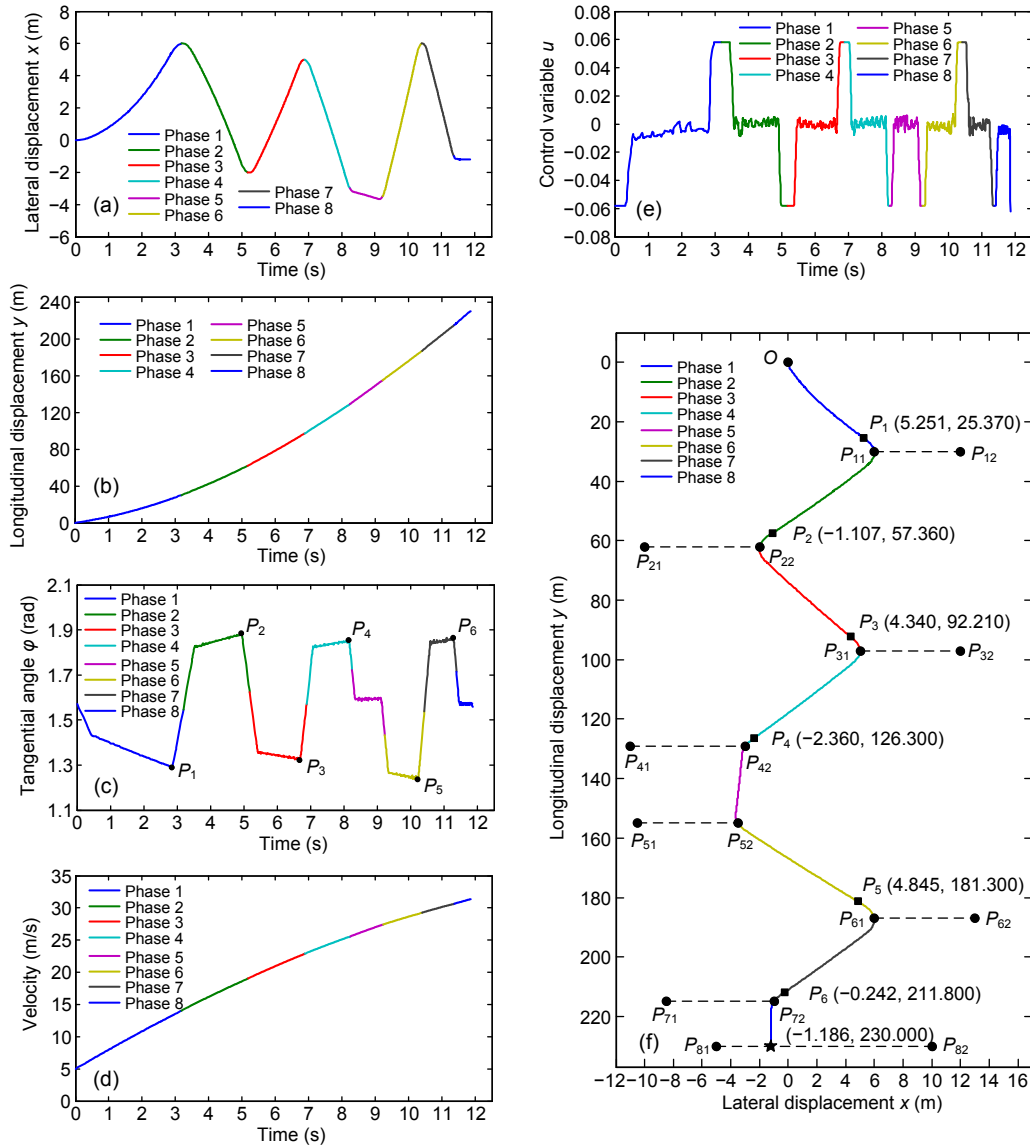 Lateral displacement x (m)
8
6
4
2
0
−2
−4
−6
Phase 1
Phase 2
Phase 3
Phase 4
Phase 5
Phase 6
Phase 7
Phase 8
(a)
0 1 2 3 4 5 6 7 8 9 10 11 12
Time (s)
Longitudinal displacement y (m)
240
200
160
120
80
40
0
Phase 1
Phase 2
Phase 3
Phase 4
Phase 5
Phase 6
Phase 7
Phase 8
(b)
0 1 2 3 4 5 6 7 8 9 10 11 12
Time (s)
Tangential angle φ (rad)
2.1
1.9
1.7
1.5
1.3
1.1
Phase 1
Phase 2
Phase 3
Phase 4
Phase 5
Phase 6
Phase 7
Phase 8
P1
P2
P3
P4
P5
P6
(c)
0 1 2 3 4 5 6 7 8 9 10 11 12
Time (s)
Velocity (m/s)
35
30
25
20
15
10
5
0
Phase 1
Phase 2
Phase 3
Phase 4
Phase 5
Phase 6
Phase 7
Phase 8
(d)
0 1 2 3 4 5 6 7 8 9 10 11 12
Time (s)
Control variable u
0.08
0.06
0.04
0.02
0
−0.02
−0.04
−0.06
−0.08
Phase 1
Phase 2
Phase 3
Phase 4
Phase 5
Phase 6
Phase 7
Phase 8
(e)
0 1 2 3 4 5 6 7 8 9 10 11 12
Time (s)
Longitudinal displacement y (m)
0
20
40
60
80
100
120
140
160
180
200
220
Phase 1
Phase 2
Phase 3
Phase 4
Phase 5
Phase 6
Phase 7
Phase 8
O
P1 (5.251, 25.370)
P11
P12
P2 (−1.107, 57.360)
P21
P22
P3 (4.340, 92.210)
P31
P32
P4 (−2.360, 126.300)
P41
P42
P51
P52
P5 (4.845, 181.300)
P61
P62
P6 (−0.242, 211.800)
P71
P72
(−1.186, 230.000)
P81
P82
(f)
−12 −10 −8 −6 −4 −2 0 2 4 6 8 10 12 14 16
Lateral displacement x (m)